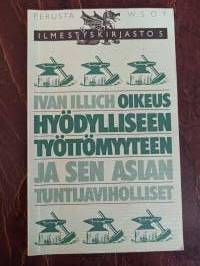 PERUSTA WSOY
ILMESTYSKIRJASTO 5
IVAN ILLICH OIKEUS
HYÖDYLLISEEN
TYÖTTÖMYYTEEN
JA SEN ASIAN
TUNTIJAVIHOLLISET